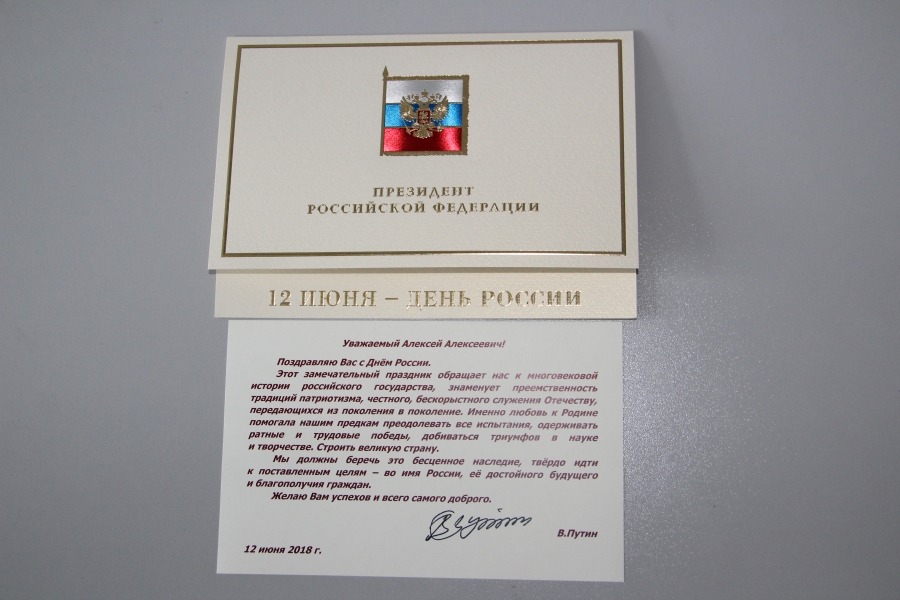 ПРЕЗИДЕНТ
РОССИЙСКОЙ ФЕДЕРАЦИИ
12 ИЮНЯ – ДЕНЬ РОССИИ
Уважаемый Алексей Алексеевич!
Поздравляю Вас с Днём России.
Этот замечательный праздник обращает нас к многовековой
истории российского государства, знаменует преемственность
традиций патриотизма, честного, бескорыстного служения Отечеству,
передающихся из поколения в поколение. Именно любовь к Родине
помогала нашим предкам преодолевать все испытания, одерживать
ратные и трудовые победы, добиваться триумфов в науке
и творчестве. Строить великую страну.
Мы должны беречь это бесценное наследие, твёрдо идти
к поставленным целям – во имя России, её достойного будущего
и благополучия граждан.
Желаю Вам успехов и всего самого доброго.
В.Путин
12 июня 2018 г.